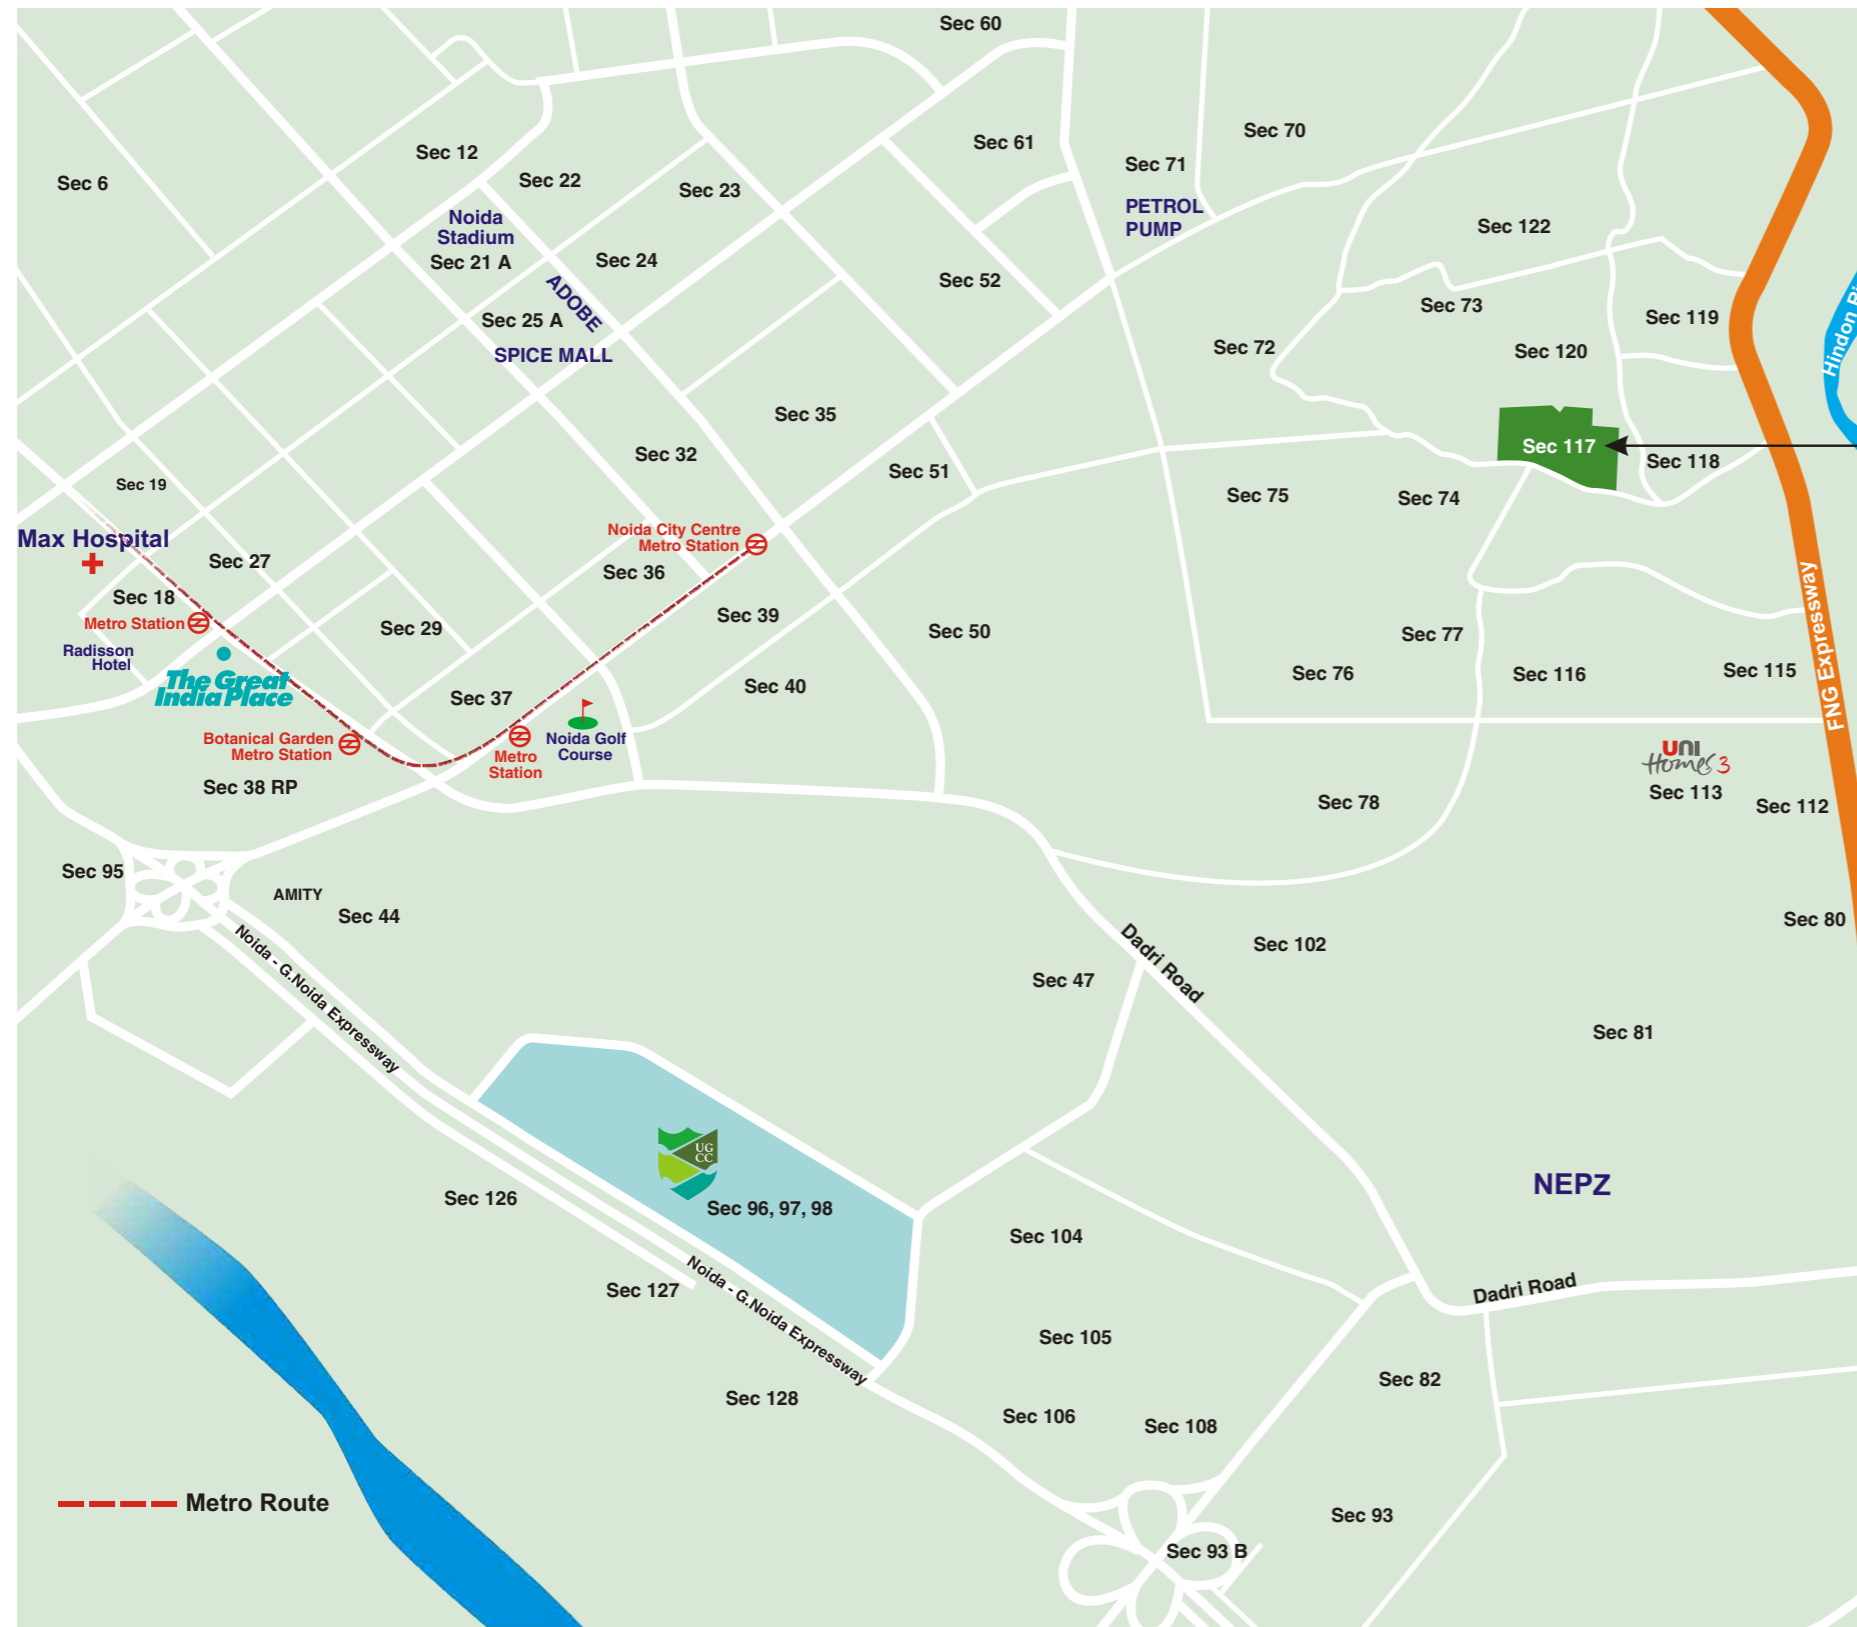 Sec 60
Sec 12
Sec 61
Sec 70
Sec 71
Sec 6
Sec 22
Sec 23
PETROL
PUMP
Noida
Stadium
Sec 21 A
Sec 122
Sec 24
Sec 52
ADOBE
Sec 25 A
SPICE MALL
Sec 73
Sec 119
Sec 72
Sec 120
Hindon
Sec 35
Sec 32
Sec 51
Sec 117
Sec 118
Sec 19
Sec 75
Sec 74
Max Hospital
Noida City Centre
Metro Station
Sec 27
Sec 36
Sec 18
Metro Station
Sec 39
Sec 29
Sec 50
Sec 77
Radisson
Hotel
The Great
India Place
Sec 40
Sec 76
Sec 116
Sec 115
FNG Expressway
Sec 37
Botanical Garden
Metro Station
Metro
Station
Noida Golf
Course
UNI
Homes 3
Sec 113
Sec 38 RP
Sec 78
Sec 112
Sec 95
AMITY
Sec 44
Sec 80
Noida - G.Noida Expressway
Dadri Road
Sec 102
Sec 47
Sec 81
UG
CC
NEPZ
Sec 126
Sec 96, 97, 98
Sec 104
Sec 127
Noida - G.Noida Expressway
Dadri Road
Sec 105
Sec 82
Sec 128
Sec 106
Sec 108
Metro Route
Sec 93
Sec 93 B